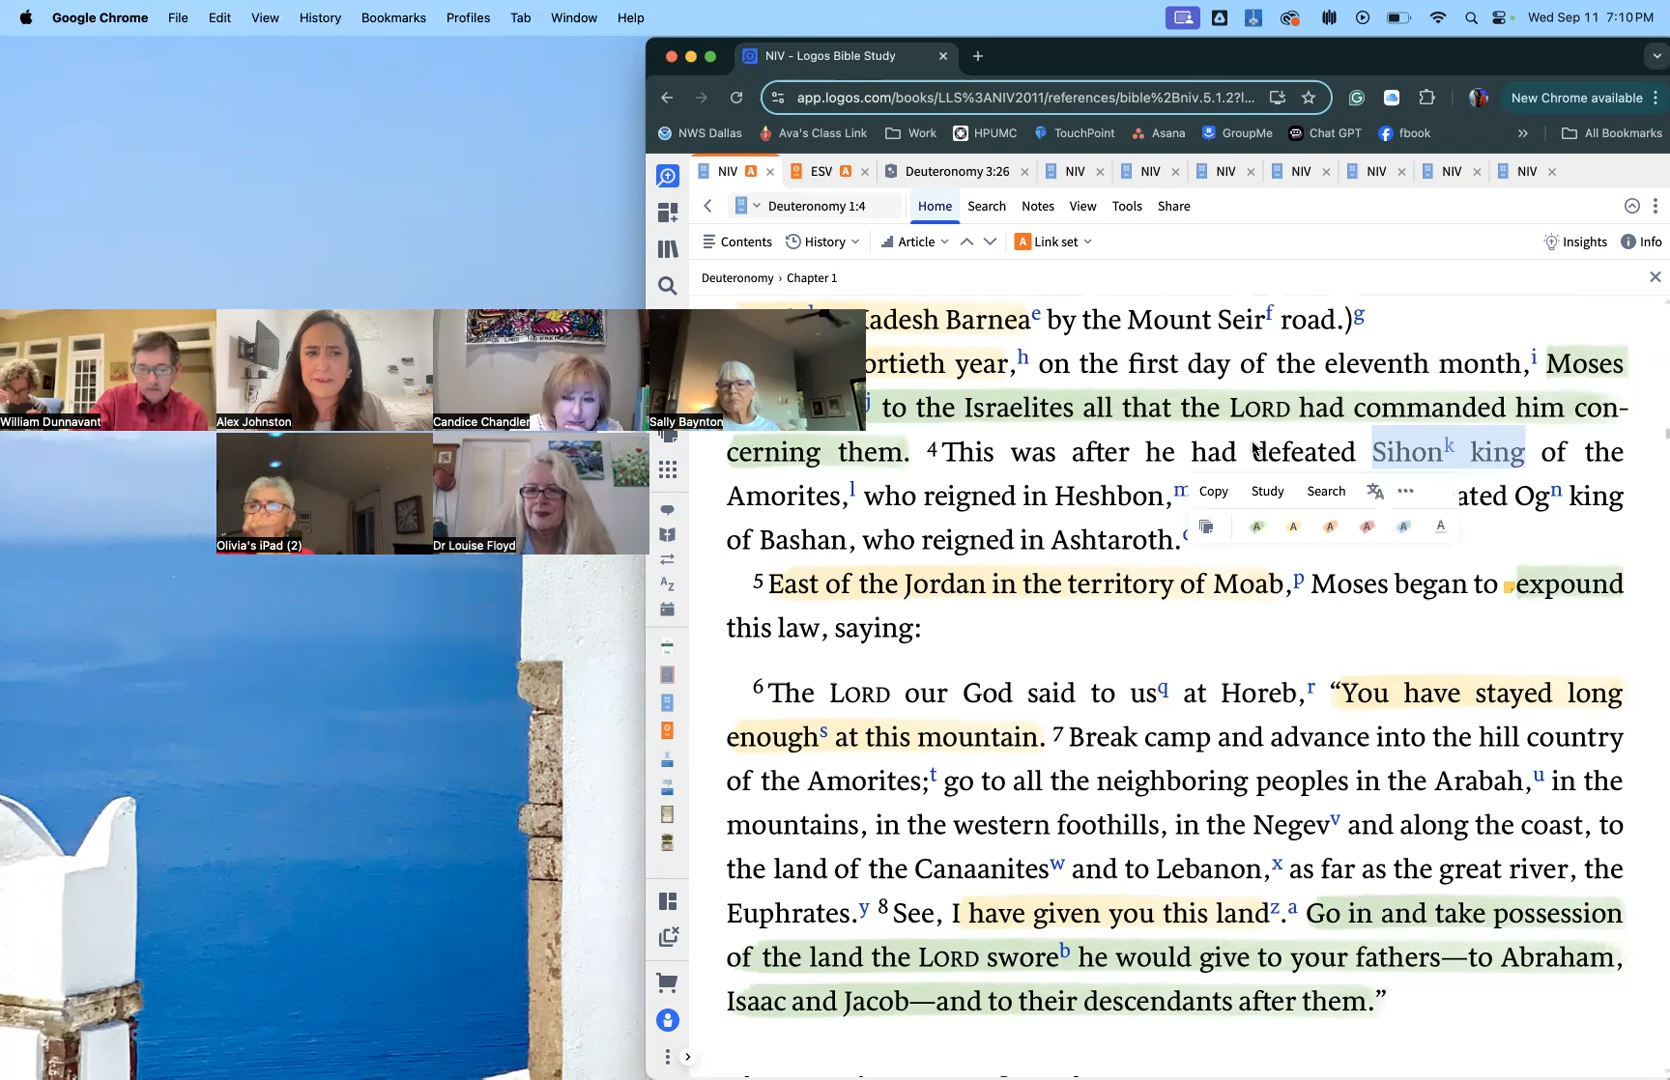 Google Chrome File Edit View History Bookmarks Profiles Tab Window Help Wed Sep 11 7:10 PM
NIV - Logos Bible Study
app.logos.com/books/LLS%3ANIV2011/references/bible%2Bniv.5.1.2?l... New Chrome available
NWS Dallas Ava's Class Link Work HPUMC TouchPoint Asana GroupMe Chat GPT fbook » All Bookmarks
NIV A ESV A Deuteronomy 3:26 NIV NIV NIV NIV NIV NIV NIV
Deuteronomy 1:4 Home Search Notes View Tools Share
Contents History Article A Link set Insights Info
Deuteronomy › Chapter 1
Kadesh Barnea e by the Mount Seir f road.) g
ortieth year, h on the first day of the eleventh month, i Moses
j to the Israelites all that the LORD had commanded him con-
cerning them. 4 This was after he had defeated Sihon k king of the
Amorites, l who reigned in Heshbon, m ated Og n king
of Bashan, who reigned in Ashtaroth.
Copy Study Search
A A A A A A
5 East of the Jordan in the territory of Moab, p Moses began to expound
this law, saying:
6 The LORD our God said to us q at Horeb, r “You have stayed long
enough s at this mountain. 7 Break camp and advance into the hill country
of the Amorites; t go to all the neighboring peoples in the Arabah, u in the
mountains, in the western foothills, in the Negev v and along the coast, to
the land of the Canaanites w and to Lebanon, x as far as the great river, the
Euphrates. y 8 See, I have given you this land z. a Go in and take possession
of the land the LORD swore b he would give to your fathers—to Abraham,
Isaac and Jacob—and to their descendants after them.”
William Dunnavant
Alex Johnston
Candice Chandler
Sally Baynton
Olivia's iPad (2)
Dr Louise Floyd